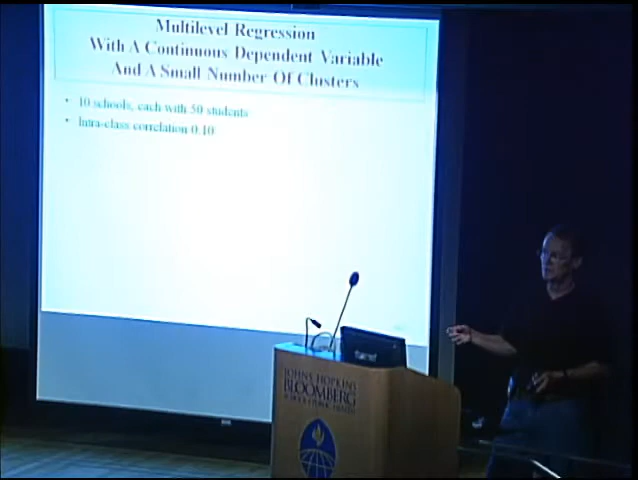 Multilevel Regression
With A Continuous Dependent Variable
And A Small Number Of Clusters
• 10 schools, each with 50 students
• Intra-class correlation 0.10
JOHNS HOPKINS
BLOOMBERG